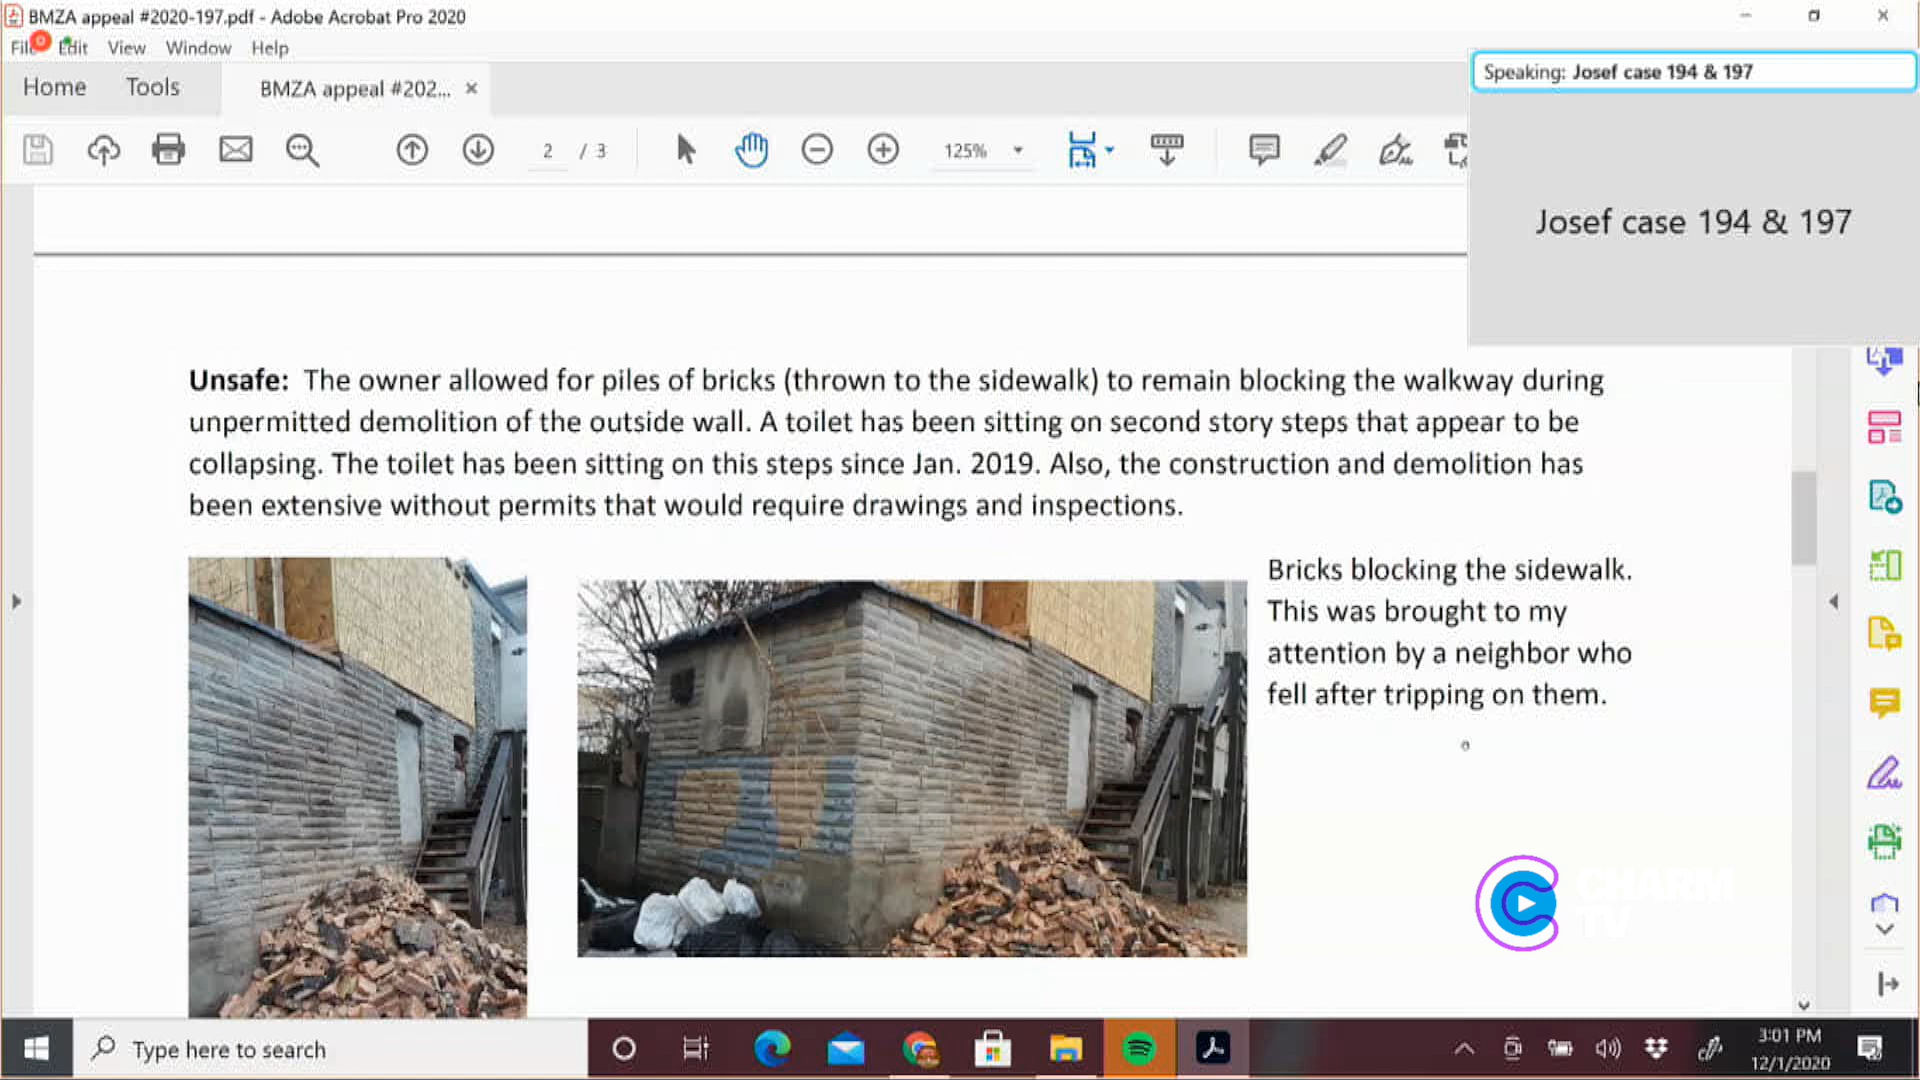 BMZA appeal #2020-197.pdf - Adobe Acrobat Pro 2020
File Edit View Window Help
Home Tools BMZA appeal #202...
Speaking: Josef case 194 & 197
2 / 3 125%
Josef case 194 & 197
Unsafe: The owner allowed for piles of bricks (thrown to the sidewalk) to remain blocking the walkway during
unpermitted demolition of the outside wall. A toilet has been sitting on second story steps that appear to be
collapsing. The toilet has been sitting on this steps since Jan. 2019. Also, the construction and demolition has
been extensive without permits that would require drawings and inspections.
Bricks blocking the sidewalk.
This was brought to my
attention by a neighbor who
fell after tripping on them.
CHARM
TV
Type here to search
3:01 PM
12/1/2020